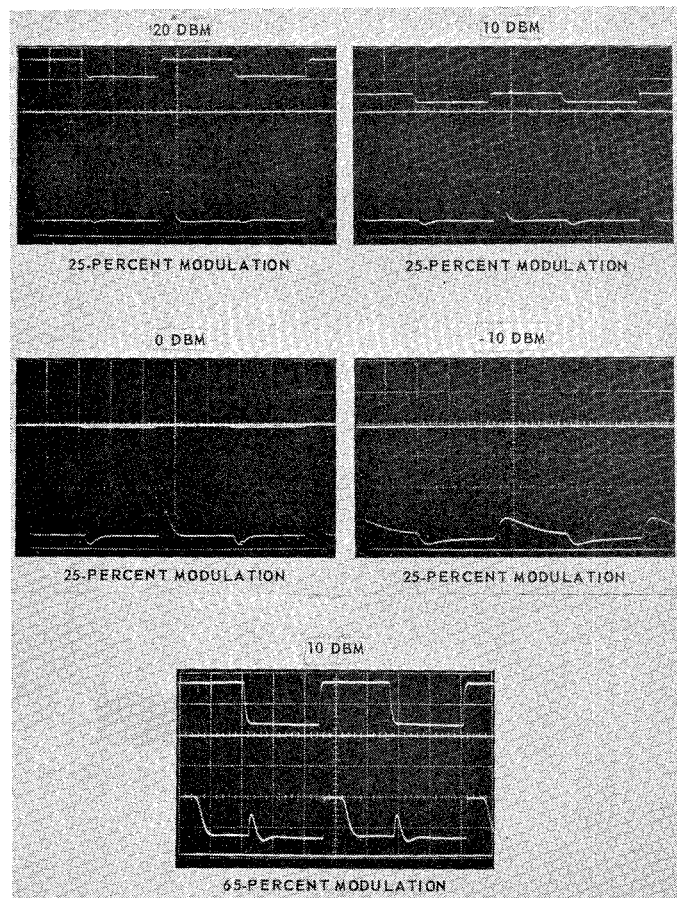 20 DBM
10 DBM
25-PERCENT MODULATION
25-PERCENT MODULATION
0 DBM
-10 DBM
25-PERCENT MODULATION
25-PERCENT MODULATION
10 DBM
65-PERCENT MODULATION